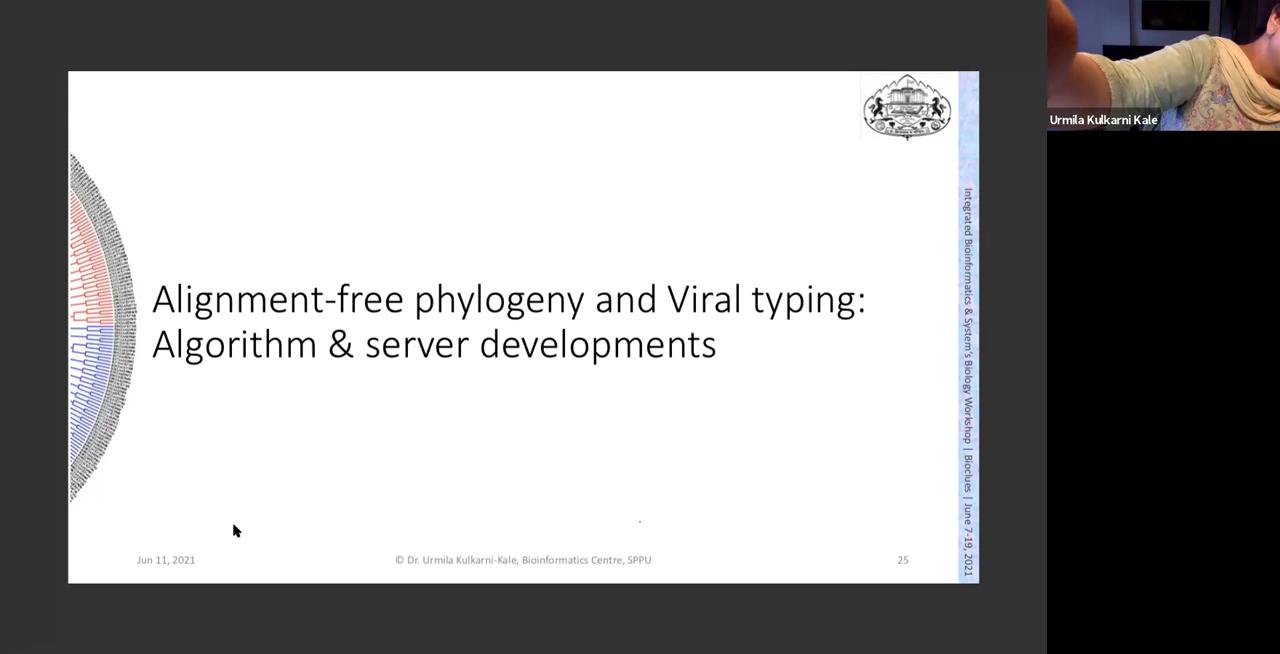 Urmila Kulkarni Kale
Alignment-free phylogeny and Viral typing:
Algorithm & server developments
Integrated Bioinformatics & System's Biology Workshop | Bioclues | June 7-19, 2021
Jun 11, 2021
© Dr. Urmila Kulkarni-Kale, Bioinformatics Centre, SPPU
25